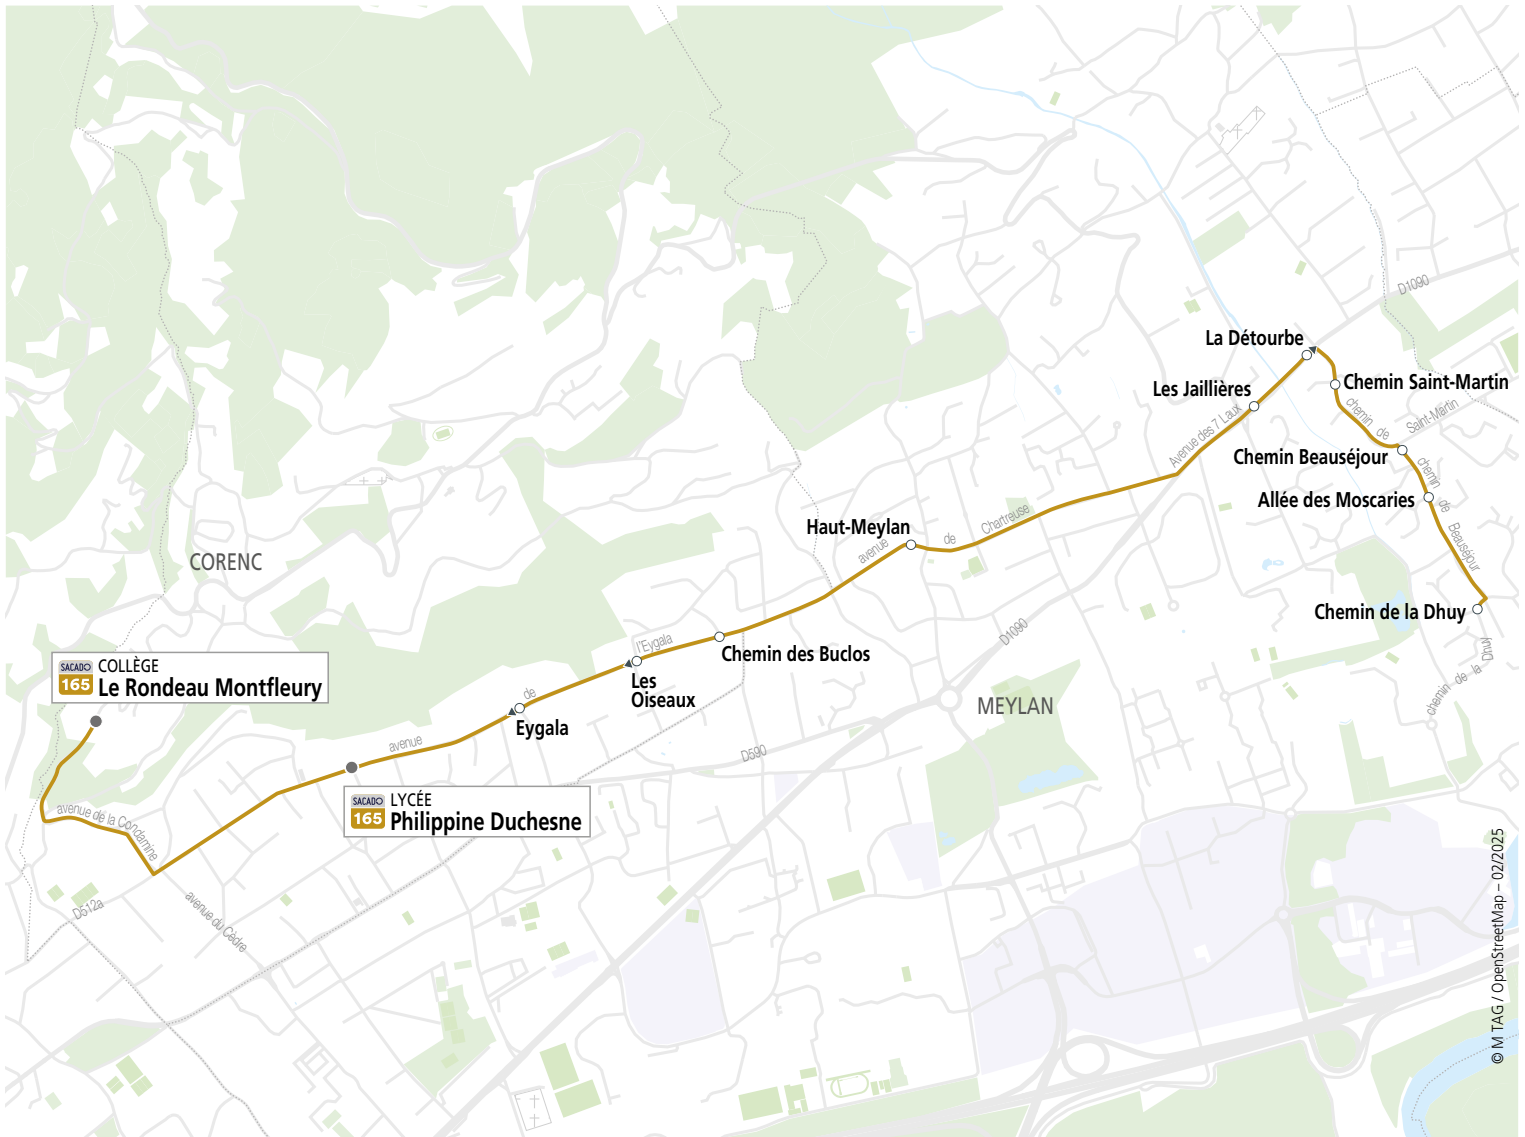 D1090
La Détourbe
Chemin Saint-Martin
Les Jaillières
chemin de
Saint-Martin
Avenue des 7 Laux
Chemin Beauséjour
chemin de Beauséjour
Allée des Moscaries
Chartreuse
de
avenue
Haut-Meylan
CORENC
Chemin de la Dhuy
chemin de la Dhuy
D1090
l'Eygala
Chemin des Buclos
SACADO
165
COLLÈGE
Le Rondeau Montfleury
Les
Oiseaux
de
MEYLAN
Eygala
avenue
D590
SACADO
165
LYCÉE
Philippine Duchesne
avenue de la Condamine
D512a
avenue du Cèdre
© M TAG / OpenStreetMap – 02/2025